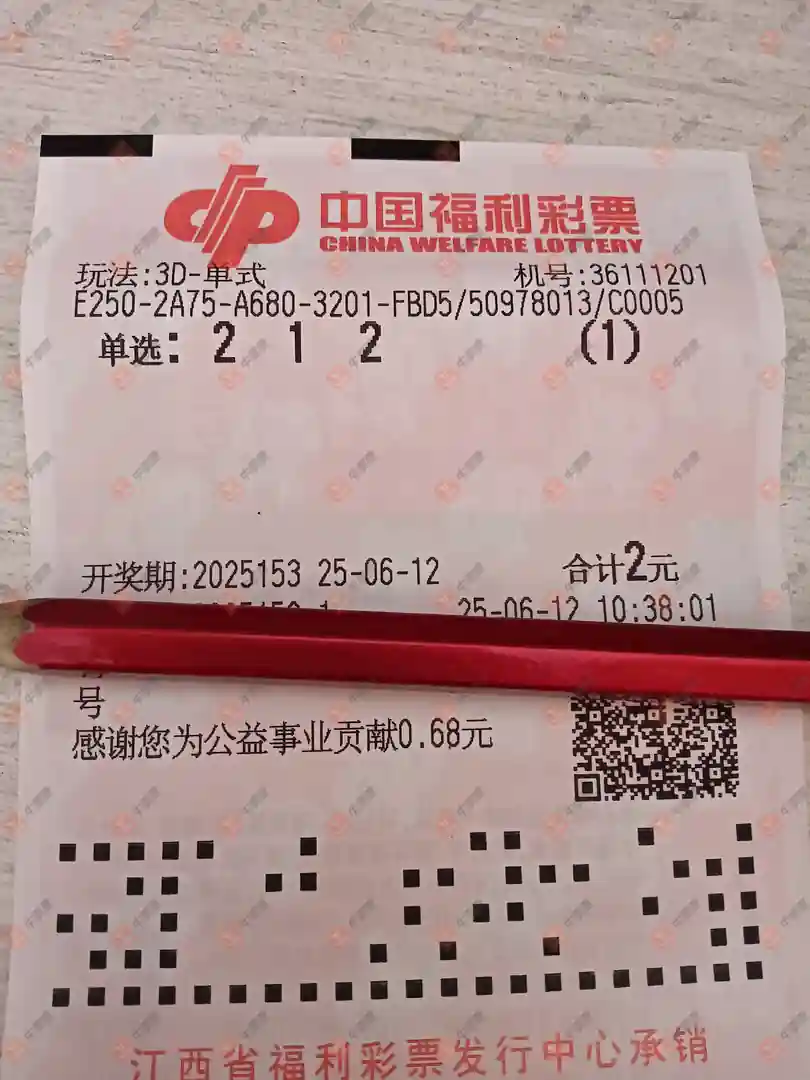 中国福利彩票
CHINA WELFARE LOTTERY
玩法:3D-单式 机号:36111201
E250-2A75-A680-3201-FBD5/50978013/C0005
单选: 2 1 2 (1)
开奖期:2025153 25-06-12 合计2元
25-06-12 10:38:01
号
感谢您为公益事业贡献0.68元
江西省福利彩票发行中心承销